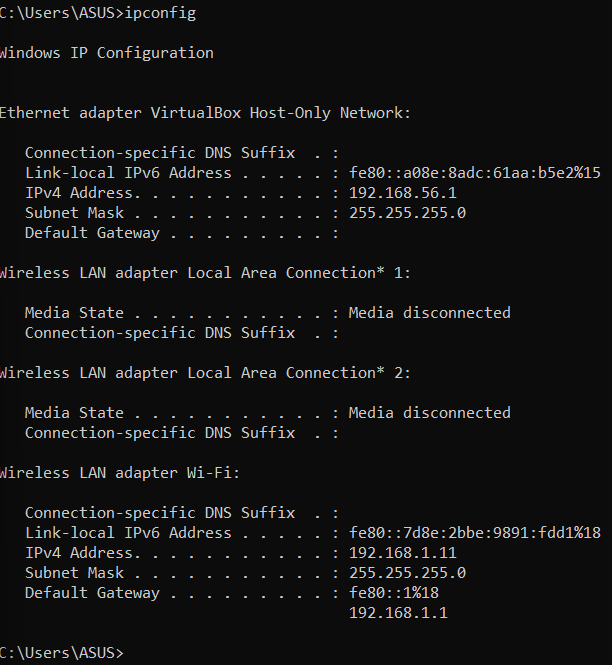 C:\Users\ASUS>ipconfig
Windows IP Configuration
Ethernet adapter VirtualBox Host-Only Network:
Connection-specific DNS Suffix  . :
Link-local IPv6 Address . . . . . : fe80::a08e:8adc:61aa:b5e2%15
IPv4 Address. . . . . . . . . . . : 192.168.56.1
Subnet Mask . . . . . . . . . . . : 255.255.255.0
Default Gateway . . . . . . . . . :
Wireless LAN adapter Local Area Connection* 1:
Media State . . . . . . . . . . . : Media disconnected
Connection-specific DNS Suffix  . :
Wireless LAN adapter Local Area Connection* 2:
Media State . . . . . . . . . . . : Media disconnected
Connection-specific DNS Suffix  . :
Wireless LAN adapter Wi-Fi:
Connection-specific DNS Suffix  . :
Link-local IPv6 Address . . . . . : fe80::7d8e:2bbe:9891:fdd1%18
IPv4 Address. . . . . . . . . . . : 192.168.1.11
Subnet Mask . . . . . . . . . . . : 255.255.255.0
Default Gateway . . . . . . . . . : fe80::1%18
192.168.1.1
C:\Users\ASUS>